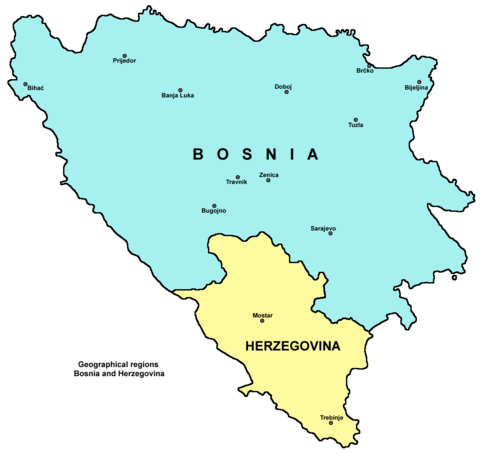 Prijedor
Bihać
Banja Luka
Doboj
Brčko
Bijeljina
Tuzla
BOSNIA
Travnik
Zenica
Bugojno
Sarajevo
Mostar
HERZEGOVINA
Geographical regions
Bosnia and Herzegovina
Trebinje